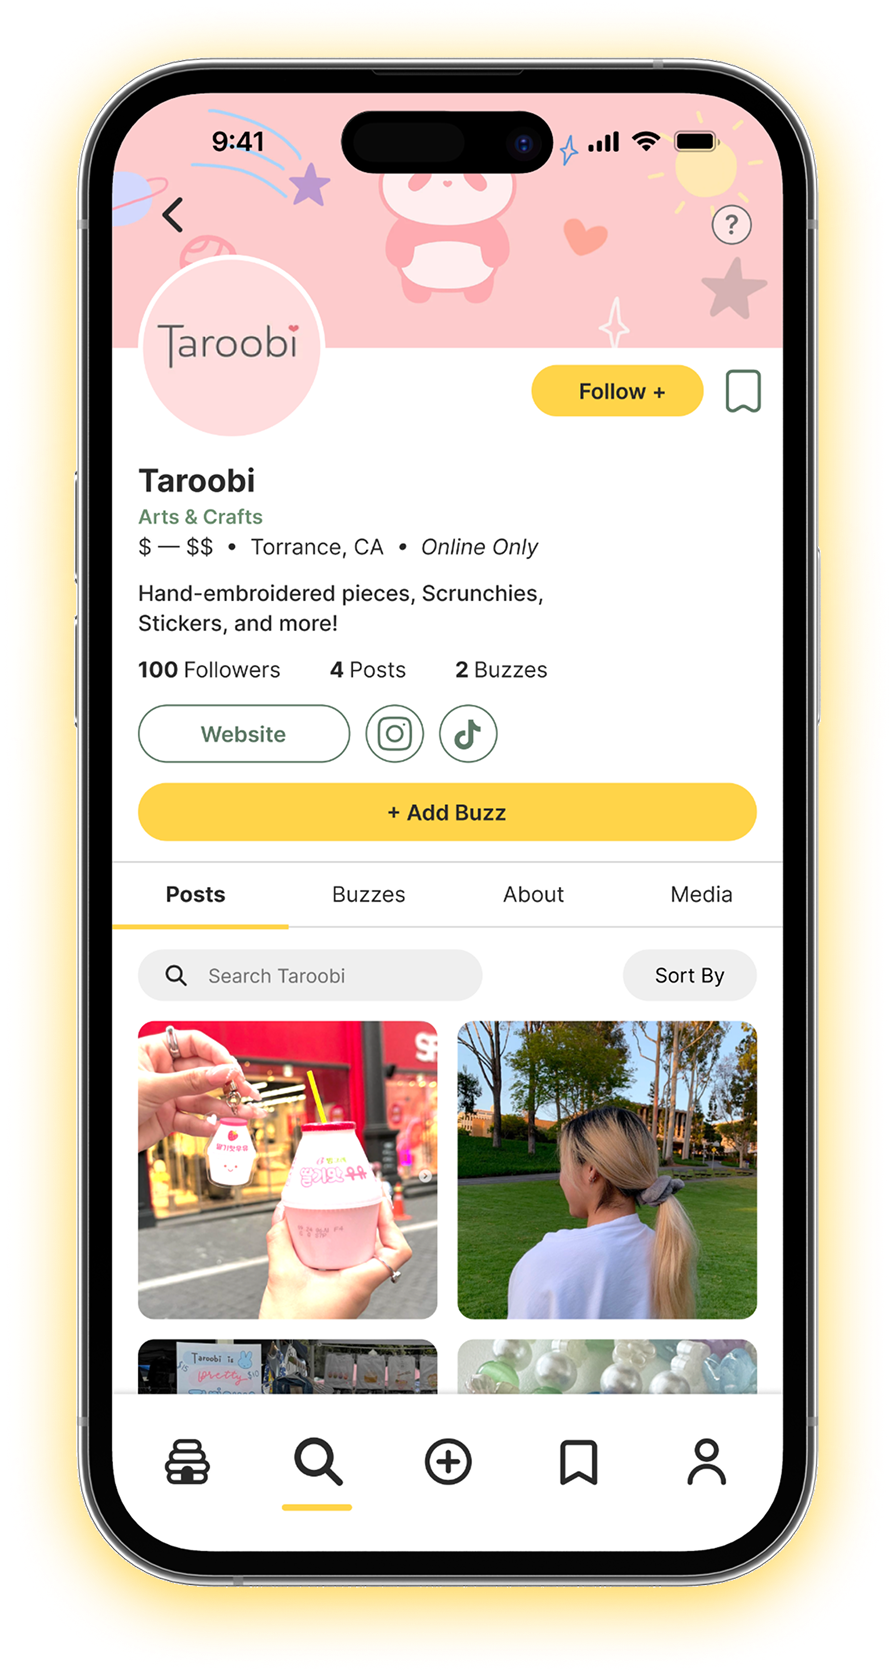 9:41
?
Taroobi
Follow +
Taroobi
Arts & Crafts
$ — $$ • Torrance, CA • Online Only
Hand-embroidered pieces, Scrunchies,
Stickers, and more!
100 Followers 4 Posts 2 Buzzes
Website
+ Add Buzz
Posts Buzzes About Media
Search Taroobi Sort By
Taroobi is
pretty